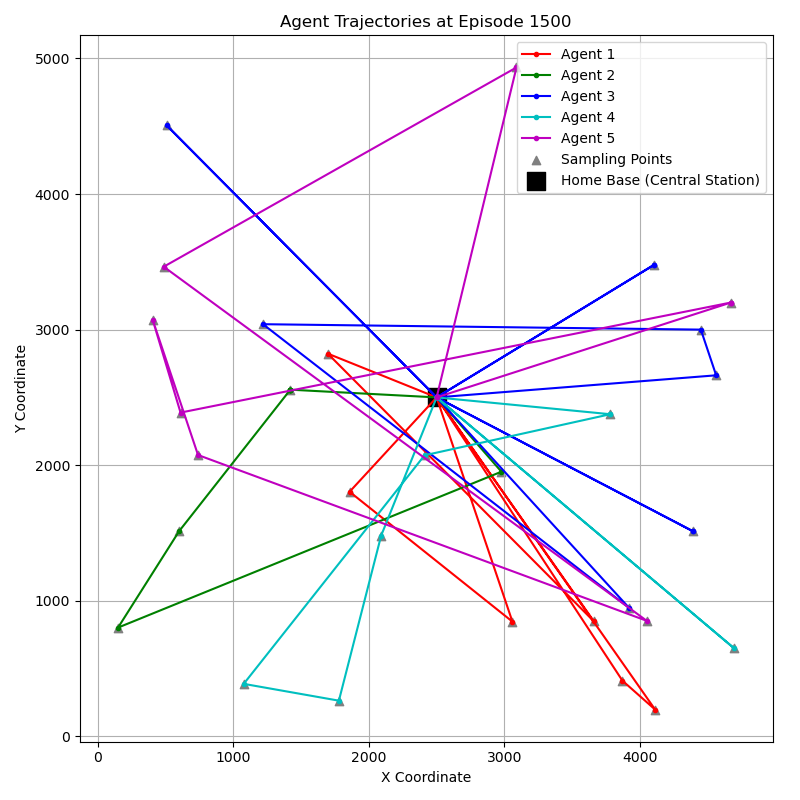 Agent Trajectories at Episode 1500
Agent 1
Agent 2
Agent 3
Agent 4
Agent 5
Sampling Points
Home Base (Central Station)
5000
4000
3000
2000
1000
0
Y Coordinate
0 1000 2000 3000 4000
X Coordinate